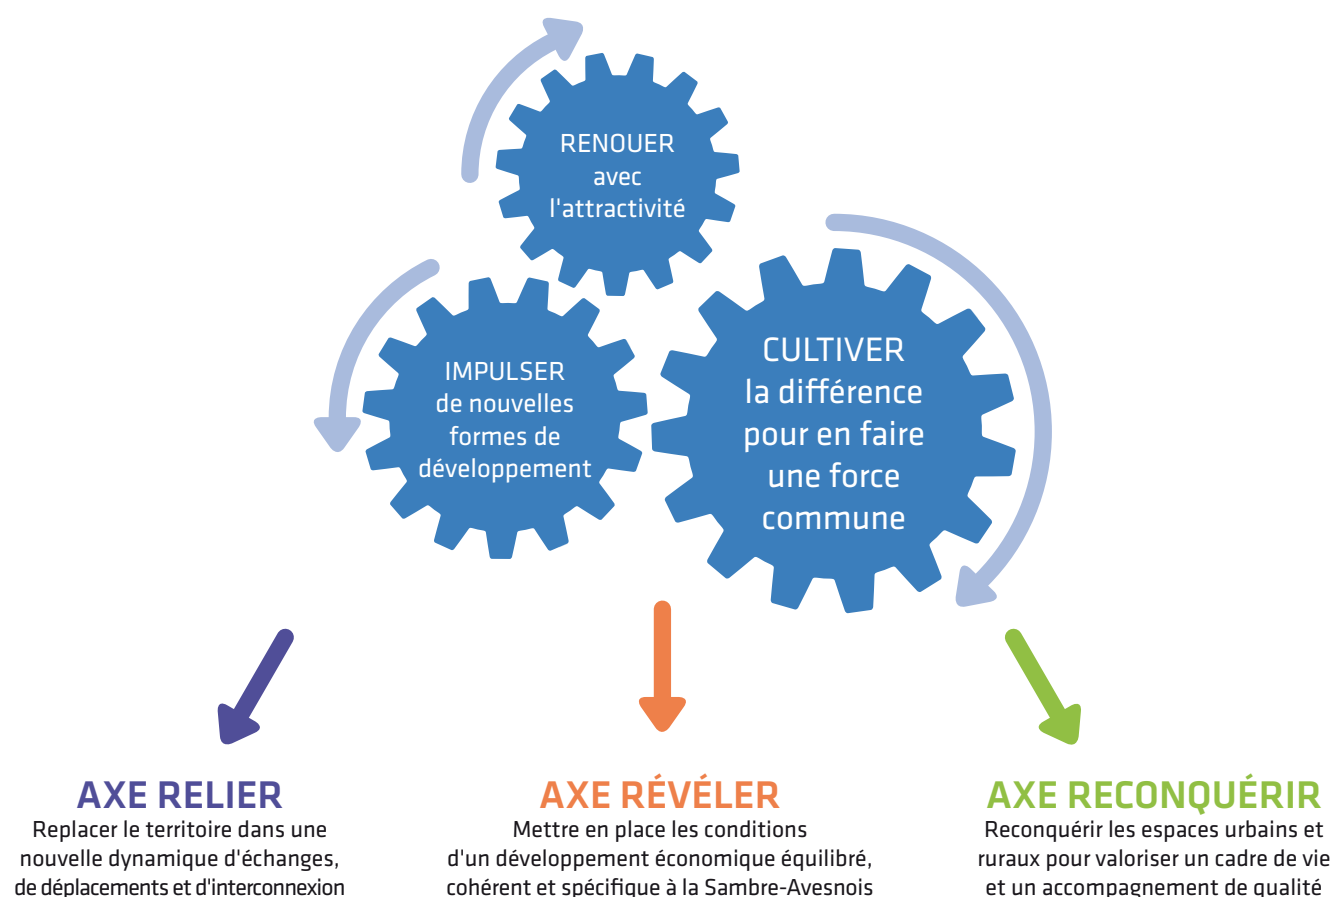 RENOUER
avec
l'attractivité
IMPULSER
de nouvelles
formes de
développement
CULTIVER
la différence
pour en faire
une force
commune
AXE RELIER
Replacer le territoire dans une
nouvelle dynamique d'échanges,
de déplacements et d'interconnexion
AXE RÉVÉLER
Mettre en place les conditions
d'un développement économique équilibré,
cohérent et spécifique à la Sambre-Avesnois
AXE RECONQUÉRIR
Reconquérir les espaces urbains et
ruraux pour valoriser un cadre de vie
et un accompagnement de qualité